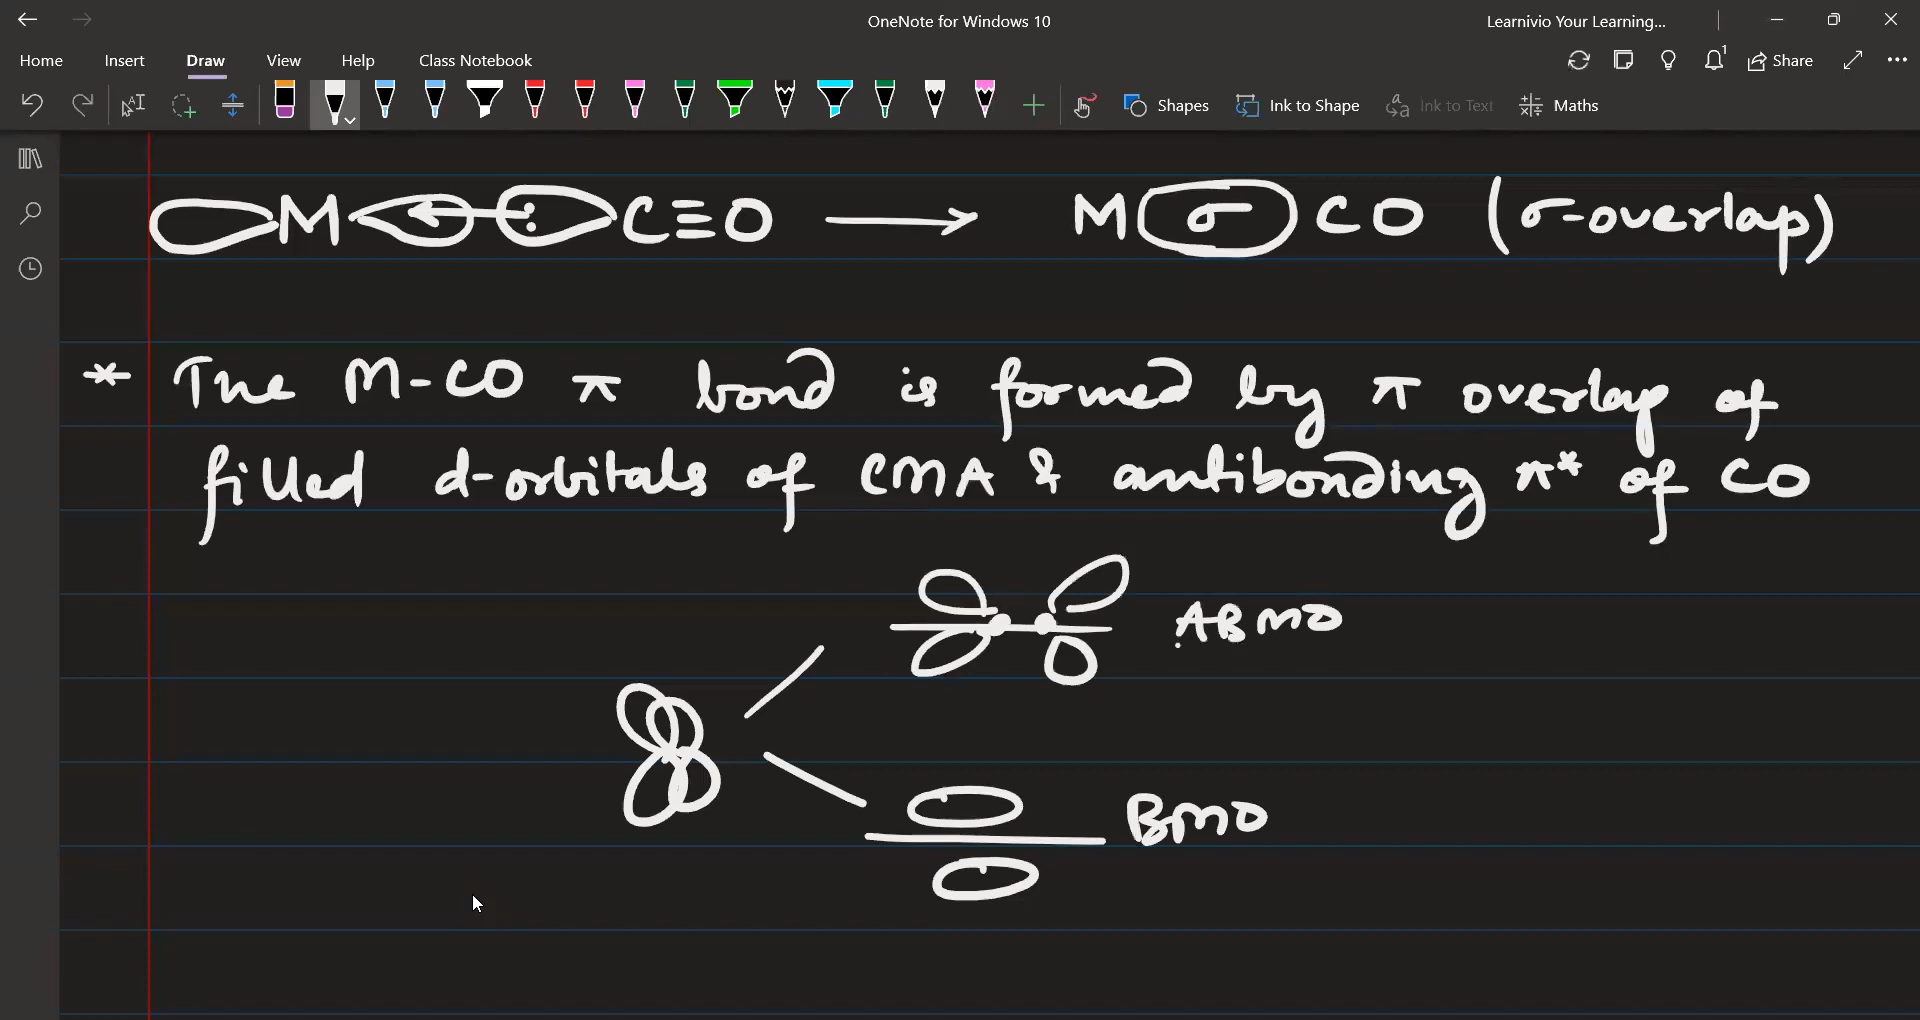 OneNote for Windows 10
Learnivio Your Learning...
Home Insert Draw View Help Class Notebook
1
Share
Shapes Ink to Shape Ink to Text Maths
M C≡O ⟶ M σ CO (σ-overlap)
* The M-CO π bond is formed by π overlap of
filled d-orbitals of CMA & antibonding π* of CO
ABMO
BMO